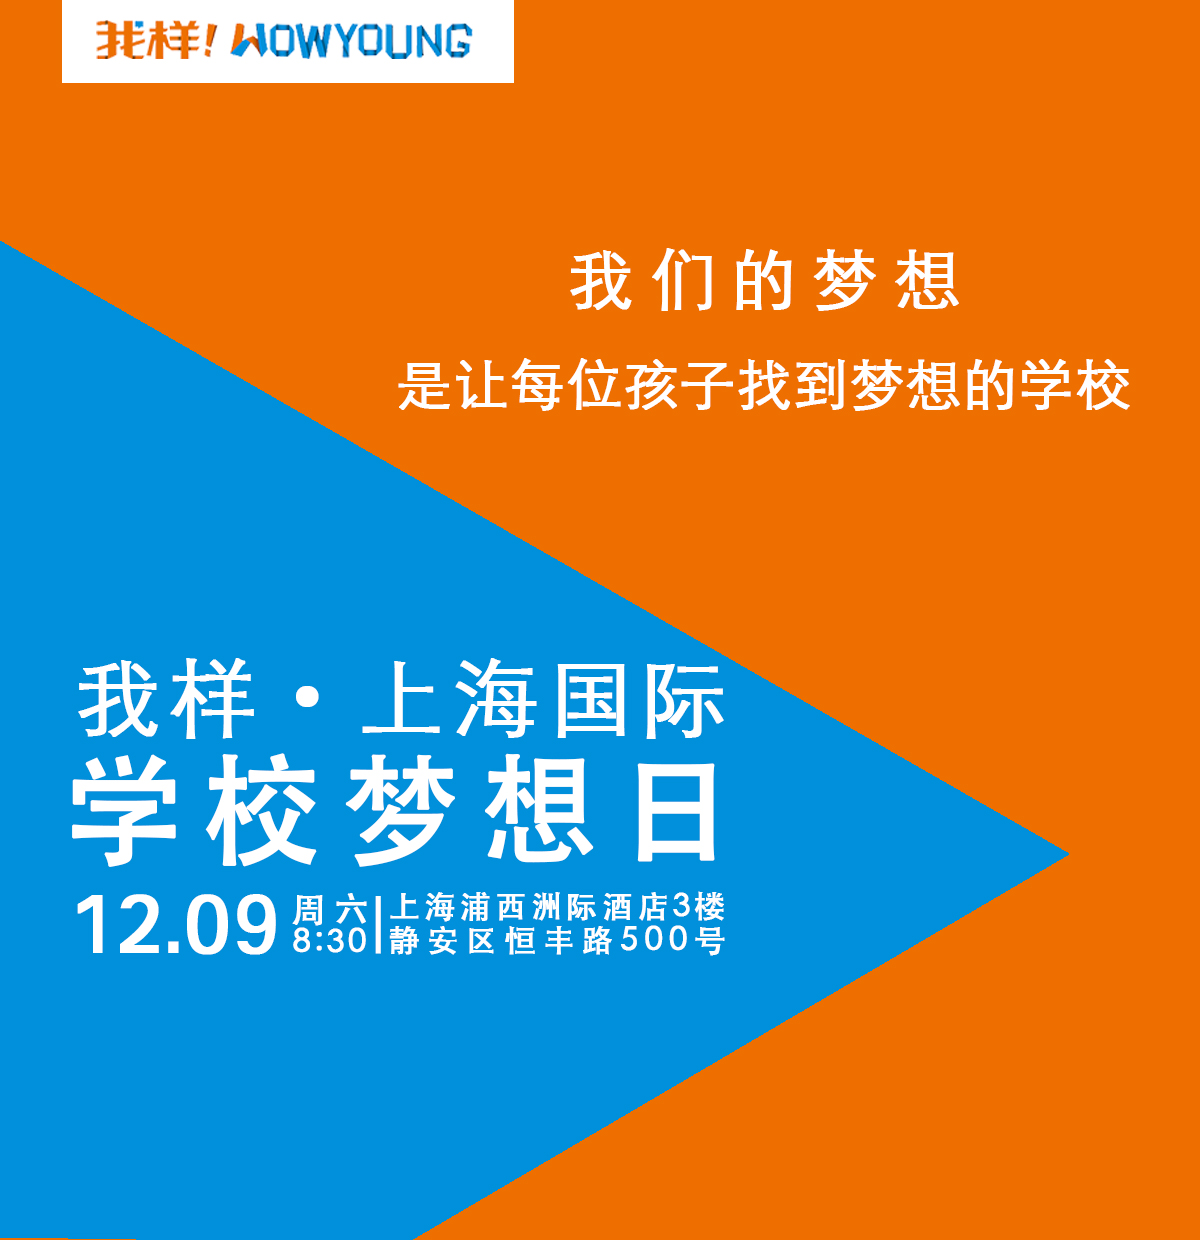 我样! WOWYOUNG
我们的梦想
是让每位孩子找到梦想的学校
我样·上海国际
学校梦想日
12.09 周六 8:30
上海浦西洲际酒店3楼
静安区恒丰路500号